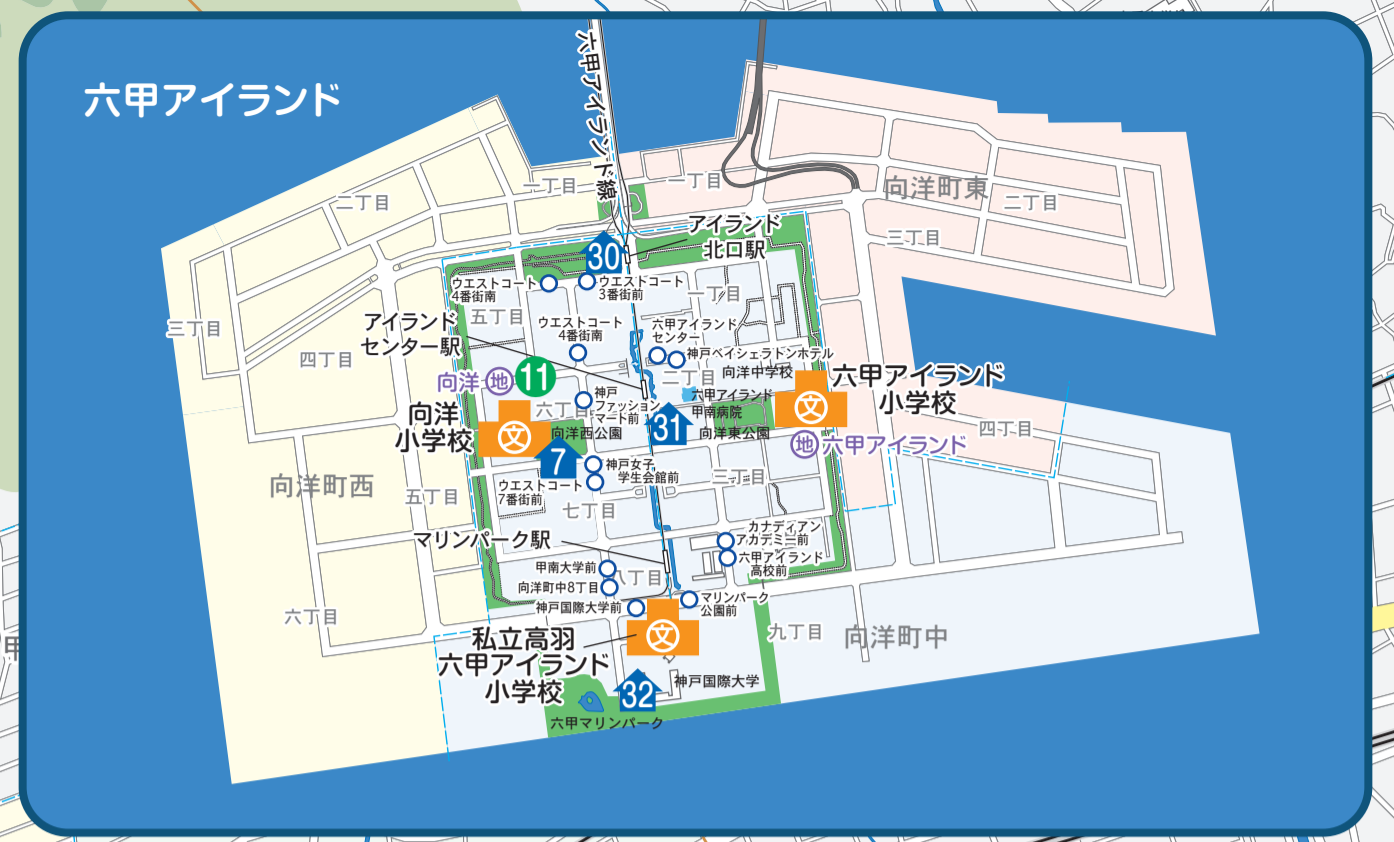 六甲アイランド
六甲アイランド線
二丁目
一丁目
一丁目
向洋町東
二丁目
三丁目
アイランド
北口駅
30
ウエストコート
4番街南
ウエストコート
3番街前
一丁目
三丁目
四丁目
アイランド
センター駅
五丁目
ウエストコート
4番街南
六甲アイランド
センター
神戸ベイシェラトンホテル
向洋中学校
二丁目
向洋
地
11
六甲アイランド
小学校
文
向洋
小学校
文
六丁目
神戸
ファッション
マート前
六甲アイランド
甲南病院
31
向洋西公園
向洋東公園
地
六甲アイランド
四丁目
7
神戸女子
学生会館前
ウエストコート
7番街前
三丁目
向洋町西
五丁目
七丁目
マリンパーク駅
カナディアン
アカデミー前
六甲アイランド
高校前
甲南大学前
向洋町中8丁目
八丁目
神戸国際大学前
マリンパーク
公園前
六丁目
私立高羽
六甲アイランド
小学校
文
九丁目
向洋町中
神戸国際大学
32
六甲マリンパーク
甲